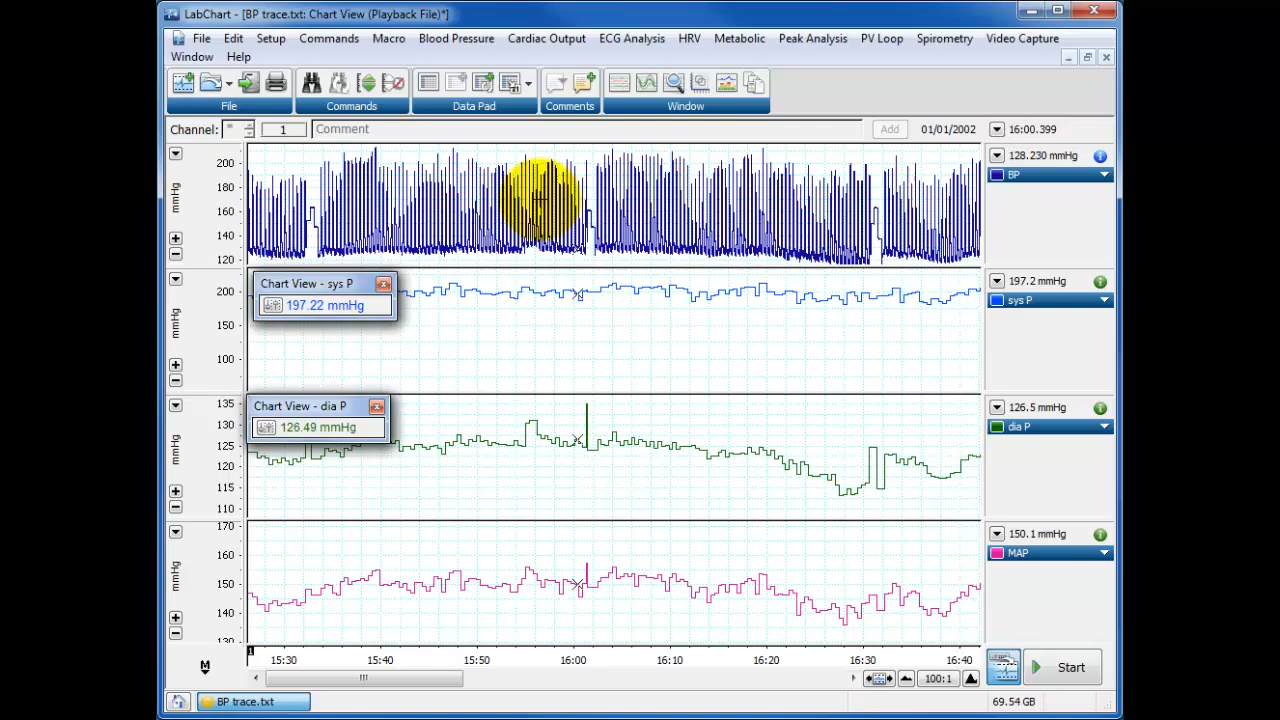 LabChart - [BP trace.txt: Chart View (Playback File)*]
File Edit Setup Commands Macro Blood Pressure Cardiac Output ECG Analysis HRV Metabolic Peak Analysis PV Loop Spirometry Video Capture
Window Help
File Commands Data Pad Comments Window
Channel: * 1 Comment Add 01/01/2002 16:00.399
200
180
160
140
120
mmHg
128.230 mmHg
BP
200
150
100
mmHg
Chart View - sys P
197.22 mmHg
197.2 mmHg
sys P
135
130
125
120
115
110
mmHg
Chart View - dia P
126.49 mmHg
126.5 mmHg
dia P
170
160
150
140
130
mmHg
150.1 mmHg
MAP
M 1 15:30 15:40 15:50 16:00 16:10 16:20 16:30 16:40
100:1 Start
BP trace.txt 69.54 GB